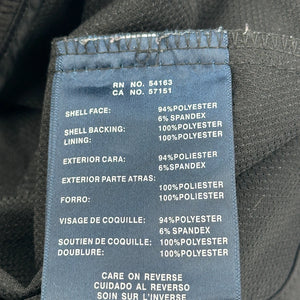 RN NO. 54163
CA NO. 57151
SHELL FACE: 94%POLYESTER
6%SPANDEX
SHELL BACKING: 100%POLYESTER
LINING: 100%POLYESTER
EXTERIOR CARA: 94%POLIESTER
6%SPANDEX
EXTERIOR PARTE ATRAS:
100%POLIESTER
FORRO: 100%POLIESTER
VISAGE DE COQUILLE: 94%POLYESTER
6%SPANDEX
SOUTIEN DE COQUILLE: 100%POLYESTER
DOUBLURE: 100%POLYESTER
CARE ON REVERSE
CUIDADO AL REVERSO
SOIN SUR L'INVERSE